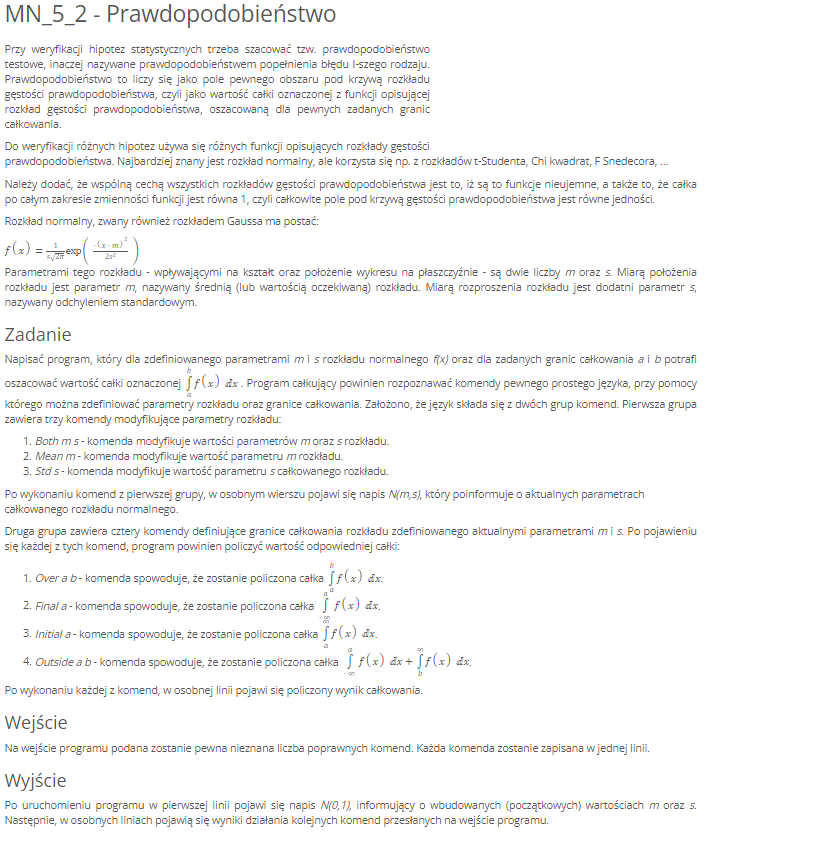 MN_5_2 - Prawdopodobieństwo
Przy weryfikacji hipotez statystycznych trzeba szacować tzw. prawdopodobieństwo
testowe, inaczej nazywane prawdopodobieństwem popełnienia błędu I-szego rodzaju.
Prawdopodobieństwo to liczy się jako pole pewnego obszaru pod krzywą rozkładu
gęstości prawdopodobieństwa, czyli jako wartość całki oznaczonej z funkcji opisującej
rozkład gęstości prawdopodobieństwa, oszacowaną dla pewnych zadanych granic
całkowania.
Do weryfikacji różnych hipotez używa się różnych funkcji opisujących rozkłady gęstości
prawdopodobieństwa. Najbardziej znany jest rozkład normalny, ale korzysta się np. z rozkładów t-Studenta, Chi kwadrat, F Snedecora, ...
Należy dodać, że wspólną cechą wszystkich rozkładów gęstości prawdopodobieństwa jest to, iż są to funkcje nieujemne, a także to, że całka
po całym zakresie zmienności funkcji jest równa 1, czyli całkowite pole pod krzywą gęstości prawdopodobieństwa jest równe jedności.
Rozkład normalny, zwany również rozkładem Gaussa ma postać:
f(x) = 1/(s√2π) exp( -(x-m)²/2s² )
Parametrami tego rozkładu - wpływającymi na kształt oraz położenie wykresu na płaszczyźnie - są dwie liczby m oraz s. Miarą położenia
rozkładu jest parametr m, nazywany średnią (lub wartością oczekiwaną) rozkładu. Miarą rozproszenia rozkładu jest dodatni parametr s,
nazywany odchyleniem standardowym.
Zadanie
Napisać program, który dla zdefiniowanego parametrami m i s rozkładu normalnego f(x) oraz dla zadanych granic całkowania a i b potrafi
oszacować wartość całki oznaczonej ∫ₐᵇ f(x) dx . Program całkujący powinien rozpoznawać komendy pewnego prostego języka, przy pomocy
którego można zdefiniować parametry rozkładu oraz granice całkowania. Założono, że język składa się z dwóch grup komend. Pierwsza grupa
zawiera trzy komendy modyfikujące parametry rozkładu:
1. Both m s - komenda modyfikuje wartości parametrów m oraz s rozkładu.
2. Mean m - komenda modyfikuje wartość parametru m rozkładu.
3. Std s - komenda modyfikuje wartość parametru s całkowanego rozkładu.
Po wykonaniu komend z pierwszej grupy, w osobnym wierszu pojawi się napis N(m,s), który poinformuje o aktualnych parametrach
całkowanego rozkładu normalnego.
Druga grupa zawiera cztery komendy definiujące granice całkowania rozkładu zdefiniowanego aktualnymi parametrami m i s. Po pojawieniu
się każdej z tych komend, program powinien policzyć wartość odpowiedniej całki:
1. Over a b - komenda spowoduje, że zostanie policzona całka ∫ₐᵇ f(x) dx.
2. Final a - komenda spowoduje, że zostanie policzona całka ∫₋∞ᵃ f(x) dx.
3. Initial a - komenda spowoduje, że zostanie policzona całka ∫ₐ^∞ f(x) dx.
4. Outside a b - komenda spowoduje, że zostanie policzona całka ∫₋∞ᵃ f(x) dx + ∫_b^∞ f(x) dx.
Po wykonaniu każdej z komend, w osobnej linii pojawi się policzony wynik całkowania.
Wejście
Na wejście programu podana zostanie pewna nieznana liczba poprawnych komend. Każda komenda zostanie zapisana w jednej linii.
Wyjście
Po uruchomieniu programu w pierwszej linii pojawi się napis N(0,1), informujący o wbudowanych (początkowych) wartościach m oraz s.
Następnie, w osobnych liniach pojawią się wyniki działania kolejnych komend przesłanych na wejście programu.